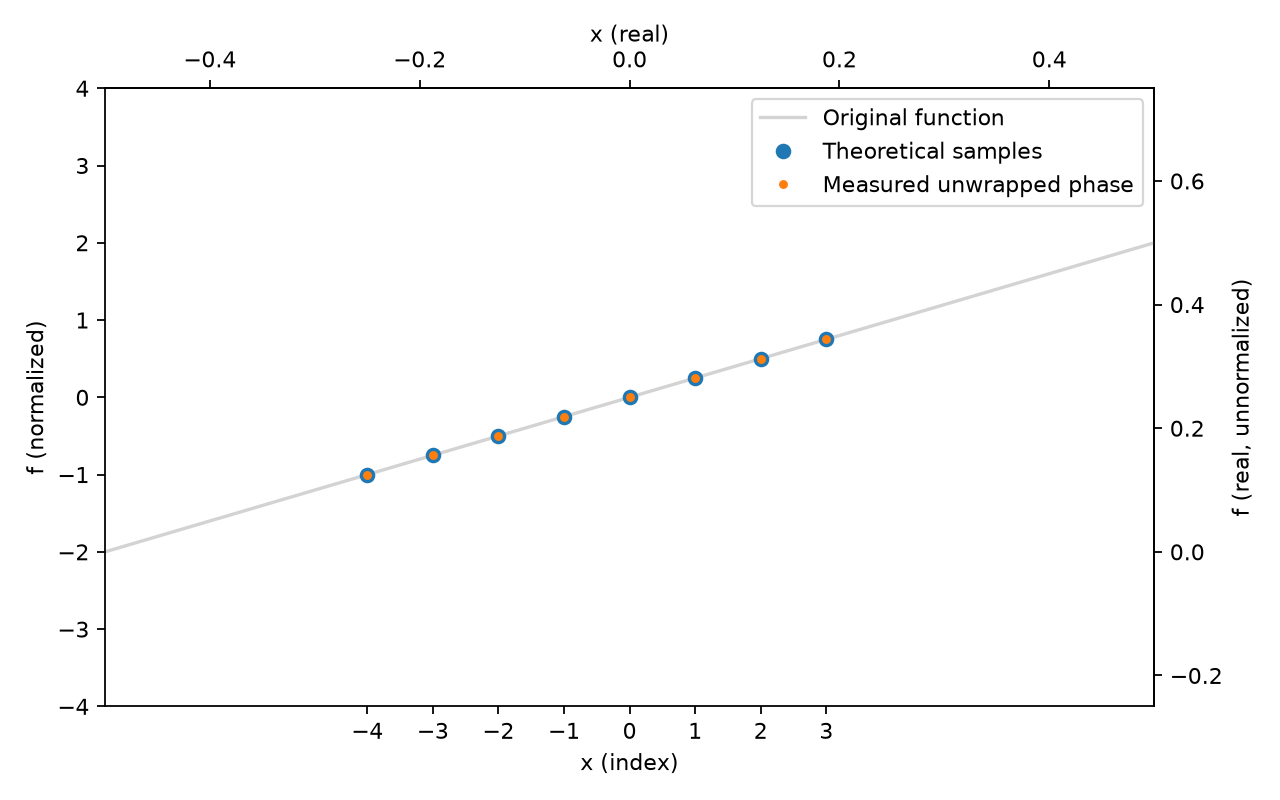 x (real)
−0.4 −0.2 0.0 0.2 0.4
Original function
Theoretical samples
Measured unwrapped phase
f (normalized)
4
3
2
1
0
−1
−2
−3
−4
0.6
0.4
0.2
0.0
−0.2
f (real, unnormalized)
−4 −3 −2 −1 0 1 2 3
x (index)